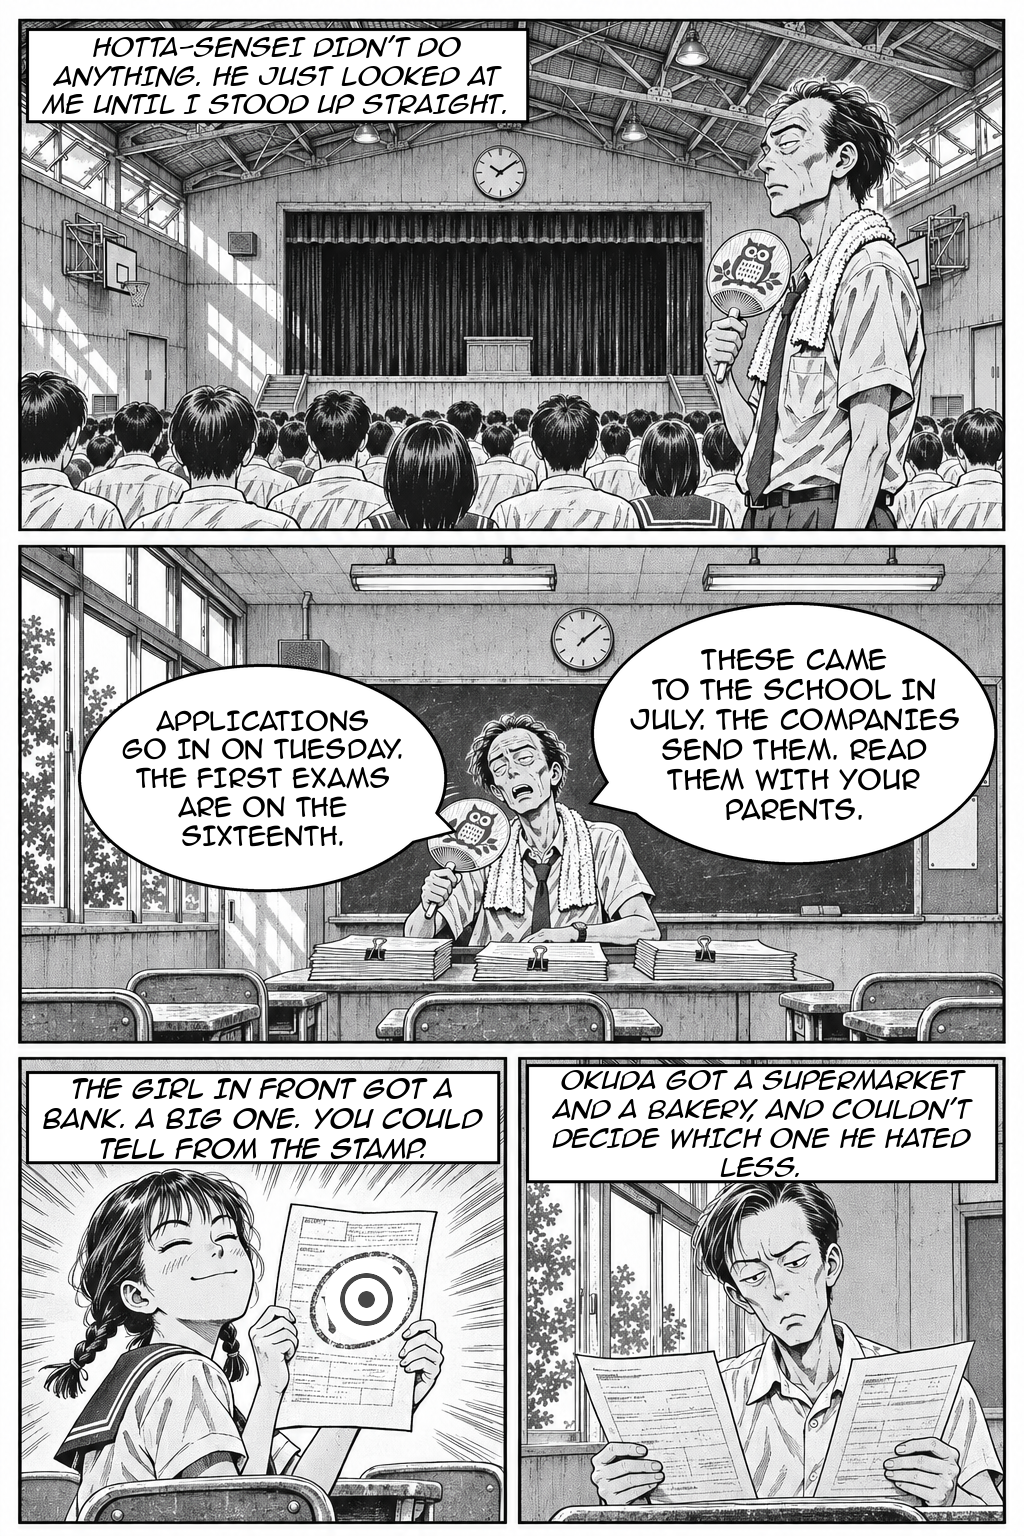 HOTTA-SENSEI DIDN'T DO
ANYTHING. HE JUST LOOKED AT
ME UNTIL I STOOD UP STRAIGHT.
APPLICATIONS
GO IN ON TUESDAY.
THE FIRST EXAMS
ARE ON THE
SIXTEENTH.
THESE CAME
TO THE SCHOOL IN
JULY. THE COMPANIES
SEND THEM. READ
THEM WITH YOUR
PARENTS.
THE GIRL IN FRONT GOT A
BANK. A BIG ONE. YOU COULD
TELL FROM THE STAMP.
OKUDA GOT A SUPERMARKET
AND A BAKERY, AND COULDN'T
DECIDE WHICH ONE HE HATED
LESS.